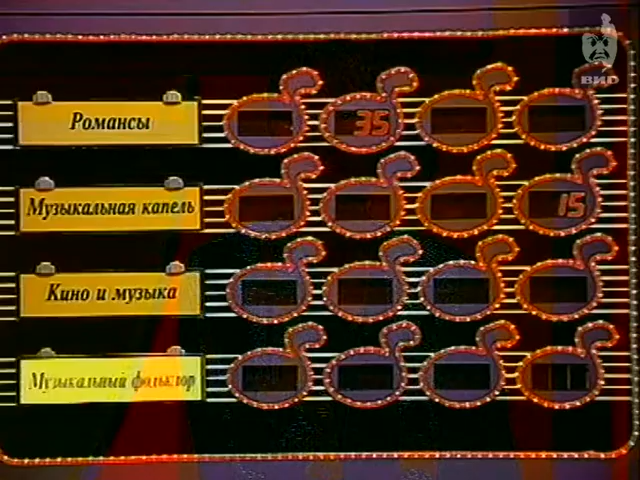 ВИD
Романсы
35
Музыкальная капель
15
Кино и музыка
Музыкальный фольклор